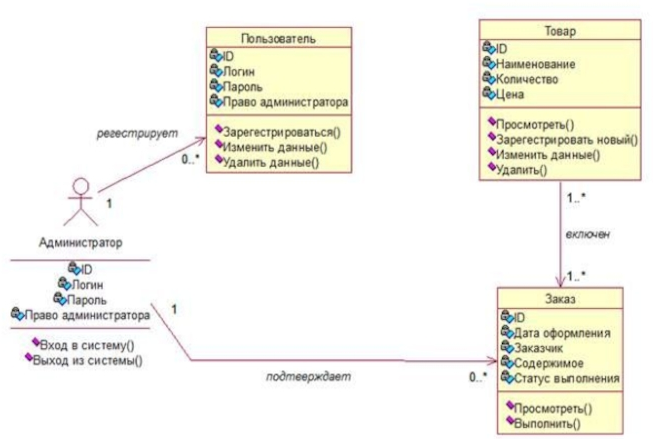 Пользователь
ID
Логин
Пароль
Право администратора
Зарегестрироваться()
Изменить данные()
Удалить данные()
Товар
ID
Наименование
Количество
Цена
Просмотреть()
Зарегестрировать новый()
Изменить данные()
Удалить()
регестрирует
0..*
1
1..*
включен
1..*
Администратор
ID
Логин
Пароль
Право администратора
Вход в систему()
Выход из системы()
1
подтверждает
0..*
Заказ
ID
Дата оформления
Заказчик
Содержимое
Статус выполнения
Просмотреть()
Выполнить()